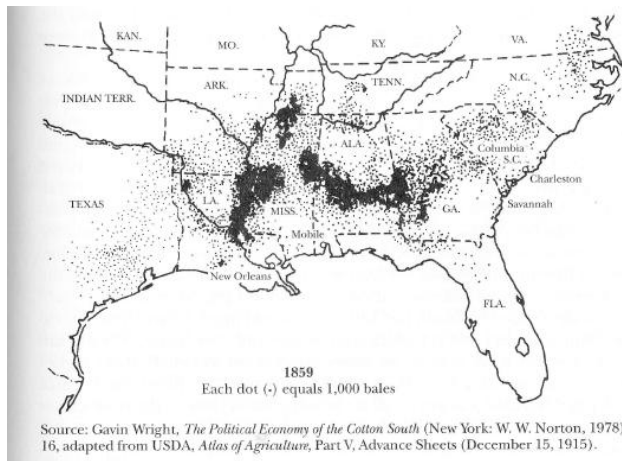 KAN.
MO.
KY.
VA.
INDIAN TERR.
ARK.
TENN.
N.C.
ALA.
Columbia
S.C.
Charleston
TEXAS
LA.
MISS.
GA.
Savannah
Mobile
New Orleans
FLA.
1859
Each dot (·) equals 1,000 bales
Source: Gavin Wright, The Political Economy of the Cotton South (New York: W. W. Norton, 1978)
16, adapted from USDA, Atlas of Agriculture, Part V, Advance Sheets (December 15, 1915).